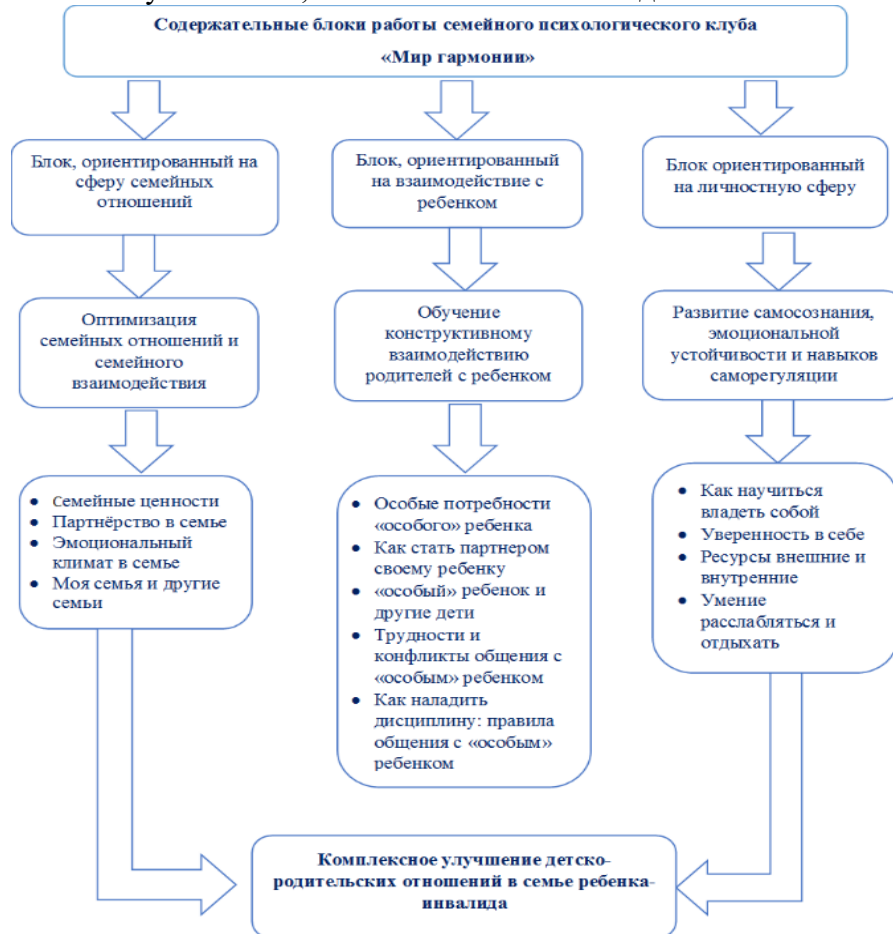 Содержательные блоки работы семейного психологического клуба
«Мир гармонии»
Блок, ориентированный на
сферу семейных
отношений
Блок, ориентированный
на взаимодействие с
ребенком
Блок ориентированный
на личностную сферу
Оптимизация
семейных отношений и
семейного
взаимодействия
Обучение
конструктивному
взаимодействию
родителей с ребенком
Развитие самосознания,
эмоциональной
устойчивости и навыков
саморегуляции
● Семейные ценности
● Партнёрство в семье
● Эмоциональный
климат в семье
● Моя семья и другие
семьи
● Особые потребности
«особого» ребенка
● Как стать партнером
своему ребенку
● «особый» ребенок и
другие дети
● Трудности и
конфликты общения с
«особым» ребенком
● Как наладить
дисциплину: правила
общения с «особым»
ребенком
● Как научиться
владеть собой
● Уверенность в себе
● Ресурсы внешние и
внутренние
● Умение
расслабляться и
отдыхать
Комплексное улучшение детско-
родительских отношений в семье ребенка-
инвалида